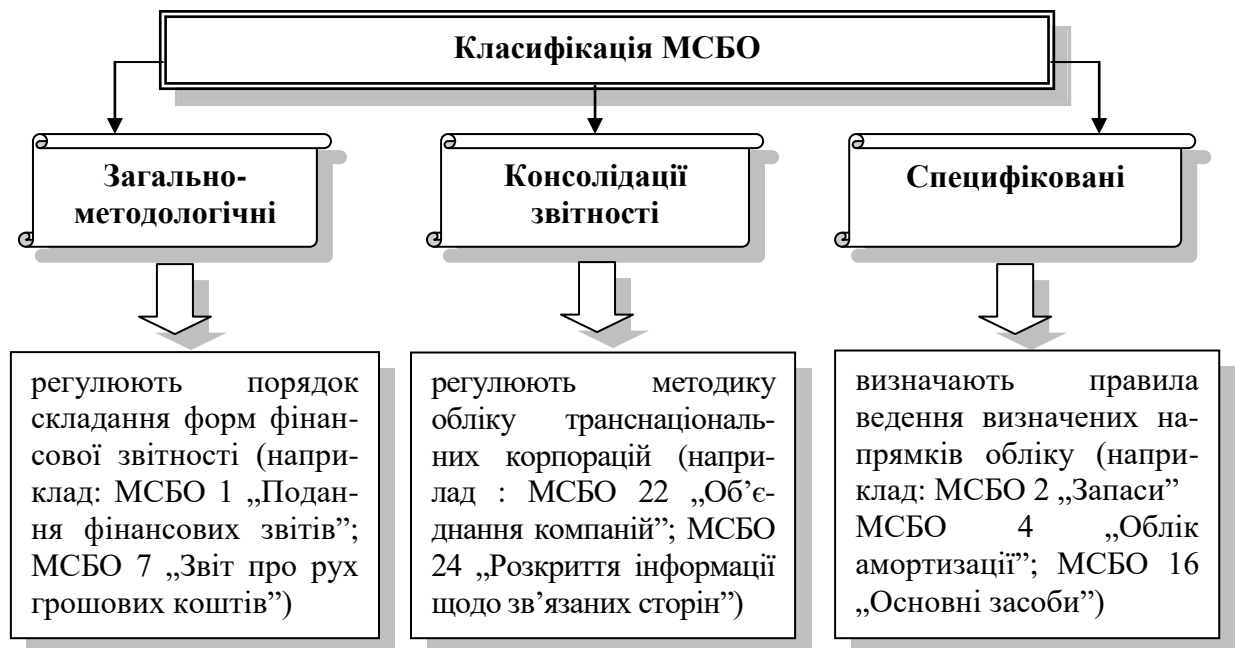 Класифікація МСБО
Загально-
методологічні
Консолідації
звітності
Специфіковані
регулюють порядок
складання форм фінан-
сової звітності (напри-
клад: МСБО 1 „Подан-
ня фінансових звітів”;
МСБО 7 „Звіт про рух
грошових коштів”)
регулюють методику
обліку транснаціональ-
них корпорацій (напри-
лад : МСБО 22 „Об’є-
днання компаній”; МСБО
24 „Розкриття інформації
щодо зв’язаних сторін”)
визначають правила
ведення визначених на-
прямків обліку (напри-
клад: МСБО 2 „Запаси”
МСБО 4 „Облік
амортизації”; МСБО 16
„Основні засоби”)